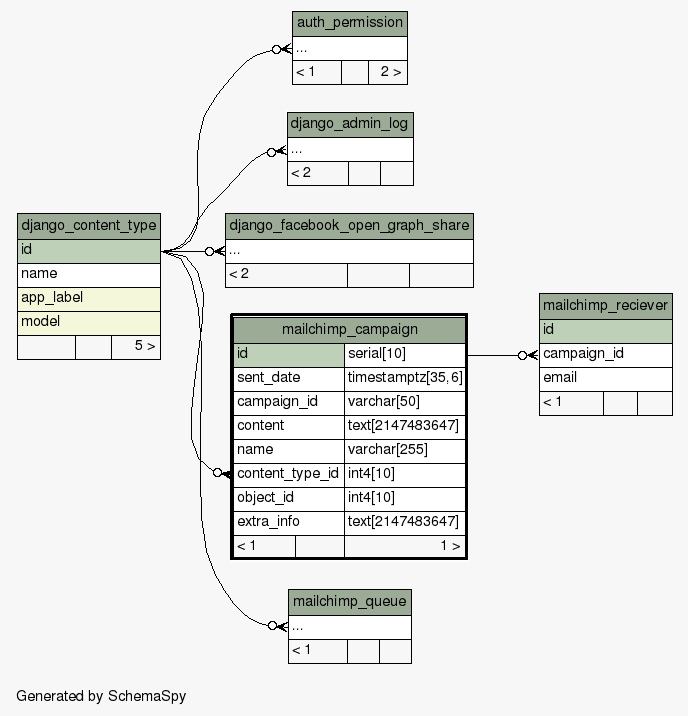 auth_permission
...
< 1 2 >
django_admin_log
...
< 2
django_content_type
id
name
app_label
model
5 >
django_facebook_open_graph_share
...
< 2
mailchimp_campaign
id serial[10]
sent_date timestamptz[35,6]
campaign_id varchar[50]
content text[2147483647]
name varchar[255]
content_type_id int4[10]
object_id int4[10]
extra_info text[2147483647]
< 1 1 >
mailchimp_reciever
id
campaign_id
email
< 1
mailchimp_queue
...
< 1
Generated by SchemaSpy